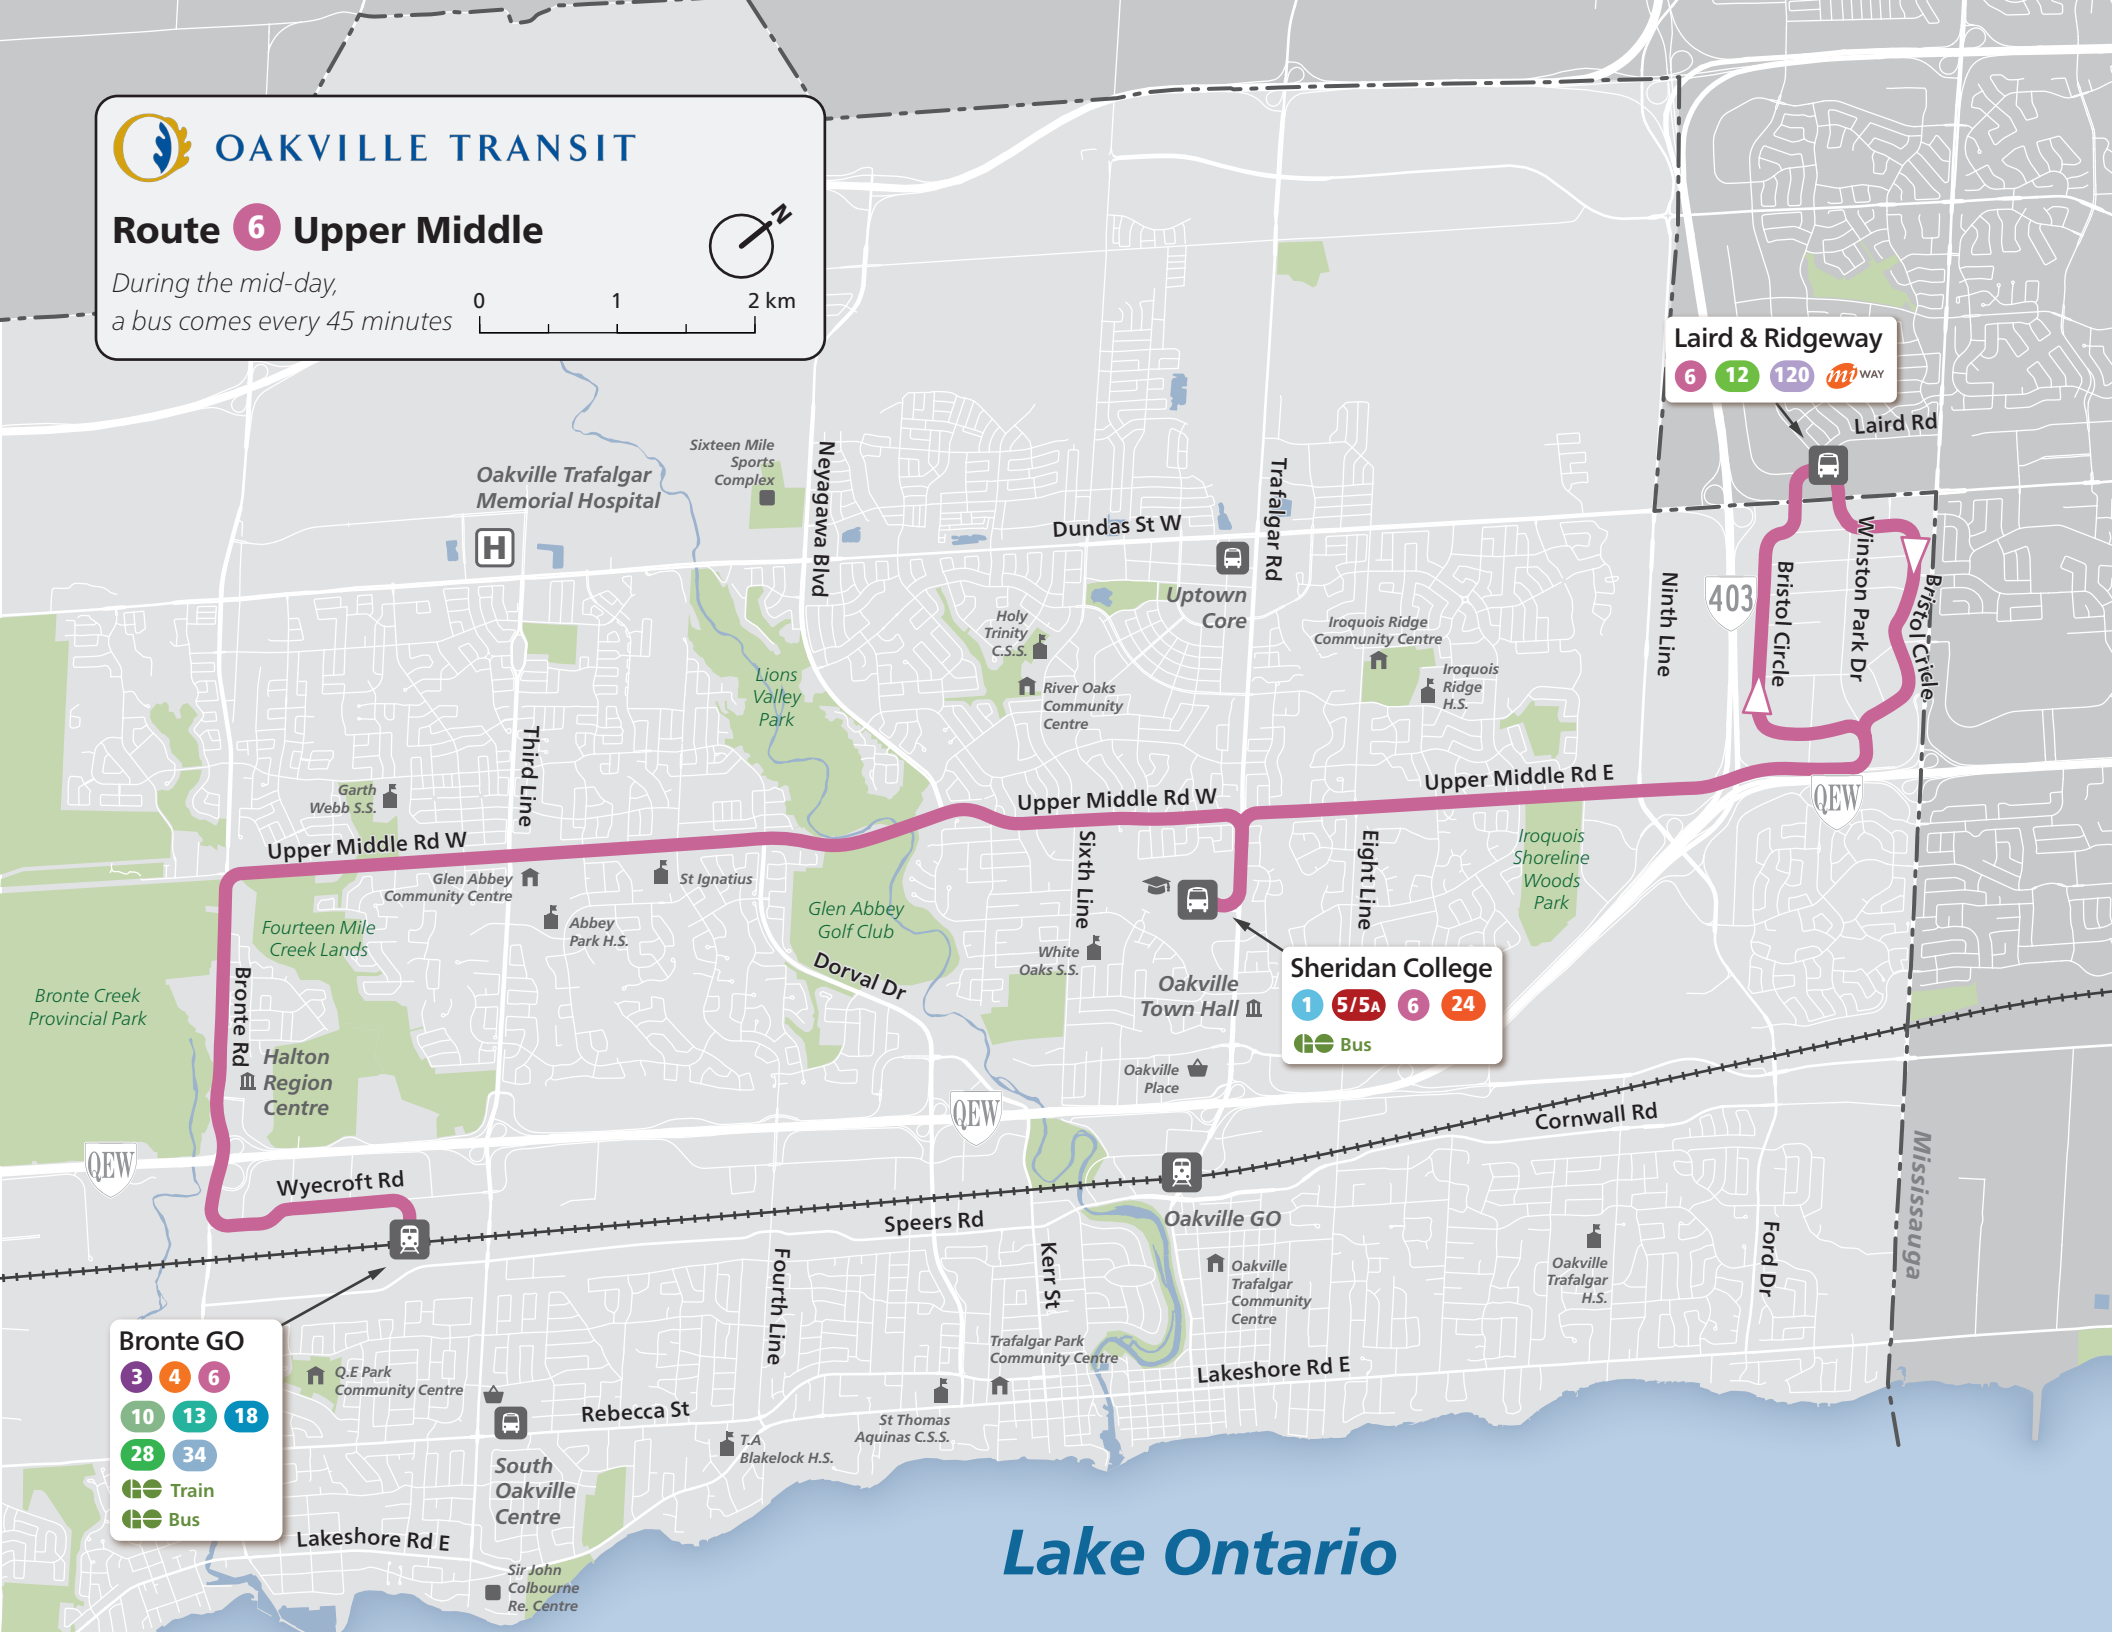 OAKVILLE TRANSIT
Route 6 Upper Middle
During the mid-day,
a bus comes every 45 minutes
N
0 1 2 km
Laird & Ridgeway
6 12 120 mi WAY
Laird Rd
Sixteen Mile
Sports
Complex
Oakville Trafalgar
Memorial Hospital
H
Neyagawa Blvd
Dundas St W
Trafalgar Rd
Uptown
Core
Ninth Line
403
Bristol Circle
Winston Park Dr
Bristol Cricle
Holy
Trinity
C.S.S.
River Oaks
Community
Centre
Iroquois Ridge
Community Centre
Iroquois
Ridge
H.S.
Lions
Valley
Park
Third Line
Garth
Webb S.S.
Upper Middle Rd W
Upper Middle Rd W
Upper Middle Rd E
QEW
Glen Abbey
Community Centre
St Ignatius
Abbey
Park H.S.
Fourteen Mile
Creek Lands
Glen Abbey
Golf Club
Sixth Line
Eight Line
Iroquois
Shoreline
Woods
Park
White
Oaks S.S.
Dorval Dr
Bronte Creek
Provincial Park
Bronte Rd
Halton
Region
Centre
Oakville
Town Hall
Sheridan College
1 5/5A 6 24
GO Bus
Oakville
Place
QEW
QEW
Cornwall Rd
Mississauga
Wyecroft Rd
Speers Rd
Oakville GO
Kerr St
Fourth Line
Ford Dr
Oakville
Trafalgar
Community
Centre
Oakville
Trafalgar
H.S.
Bronte GO
3 4 6
10 13 18
28 34
GO Train
GO Bus
Q.E Park
Community Centre
Trafalgar Park
Community Centre
Lakeshore Rd E
Rebecca St
St Thomas
Aquinas C.S.S.
T.A
Blakelock H.S.
South
Oakville
Centre
Lakeshore Rd E
Sir John
Colbourne
Re. Centre
Lake Ontario